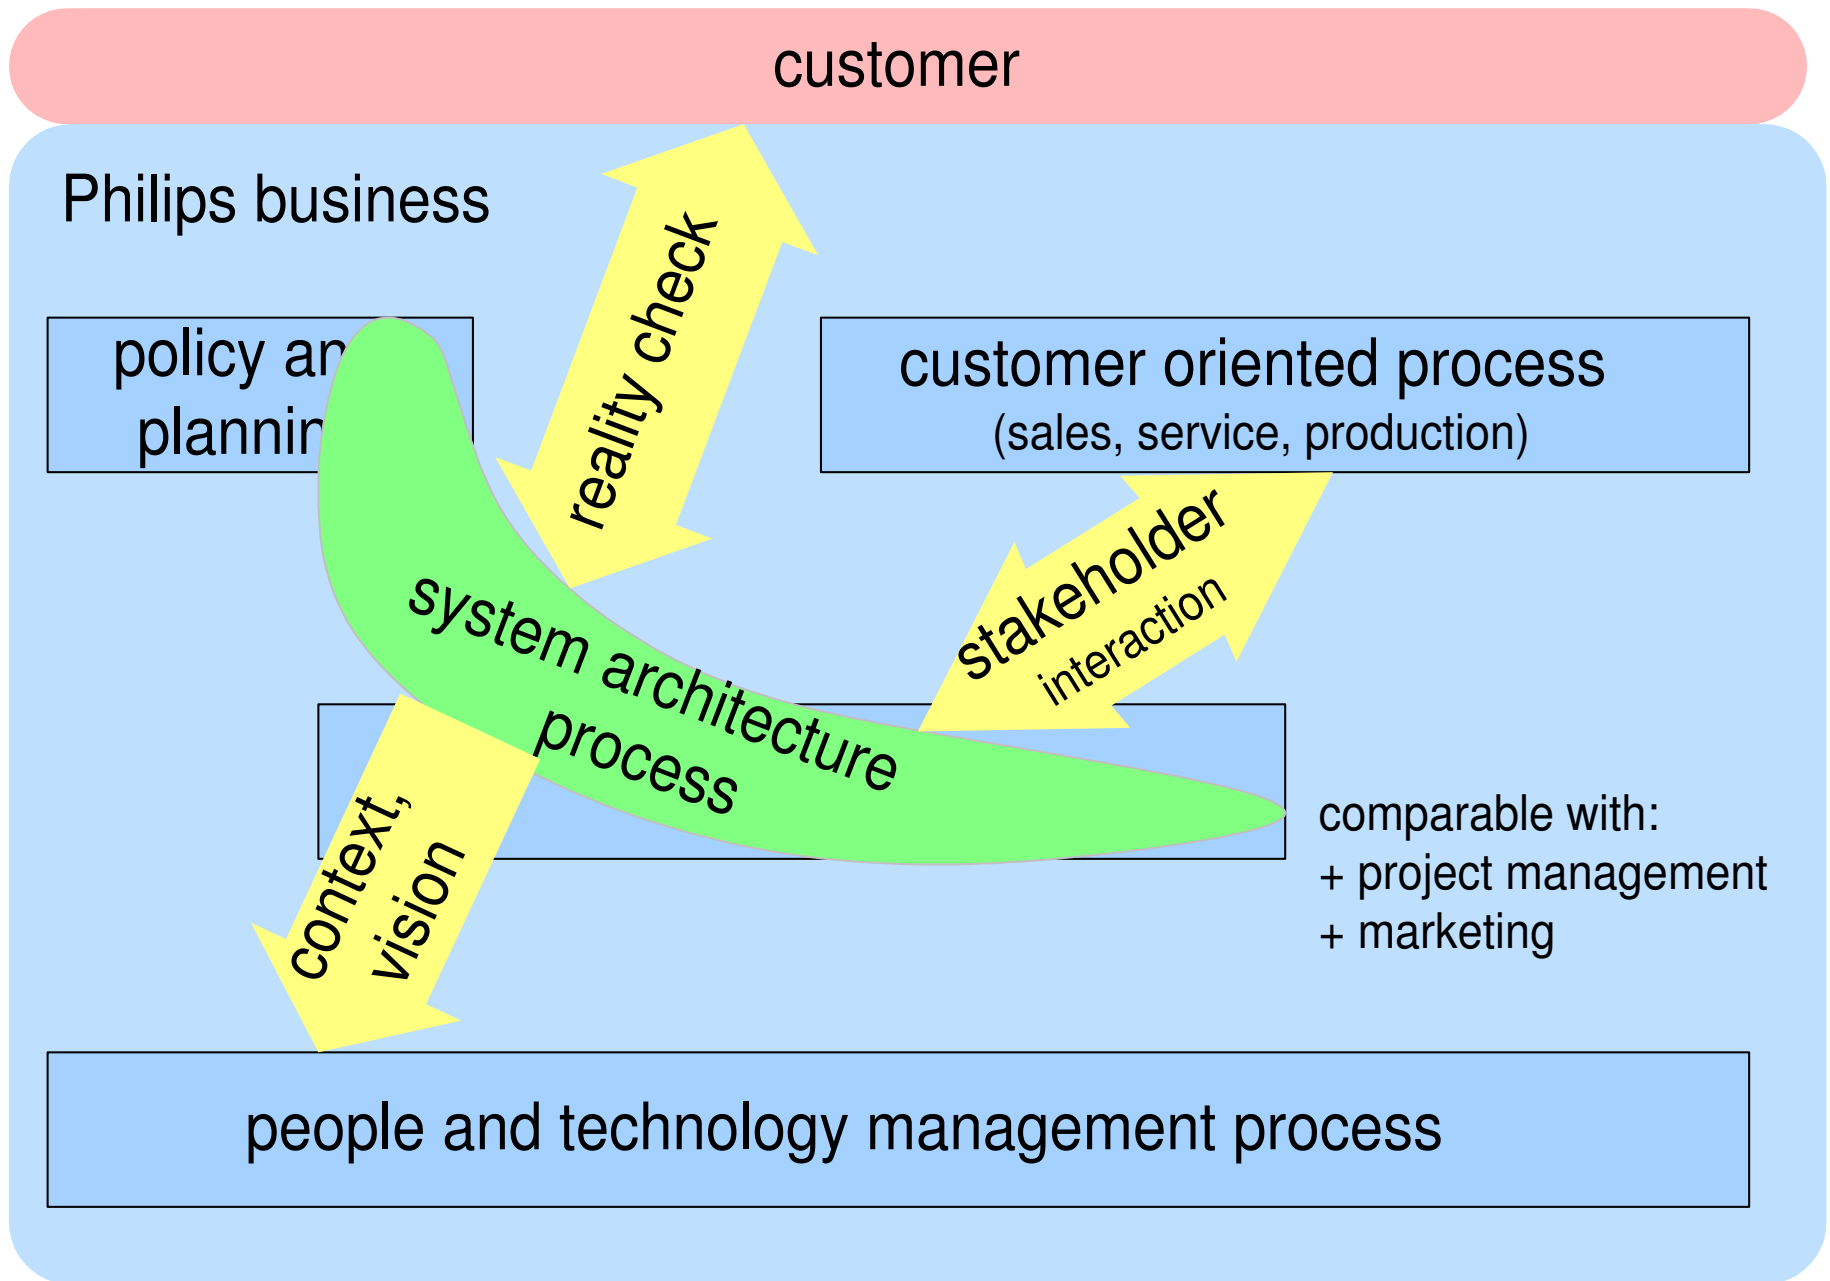 customer
Philips business
reality check
policy an
plannin
customer oriented process
(sales, service, production)
stakeholder
interaction
system architecture
process
context,
vision
comparable with:
+ project management
+ marketing
people and technology management process